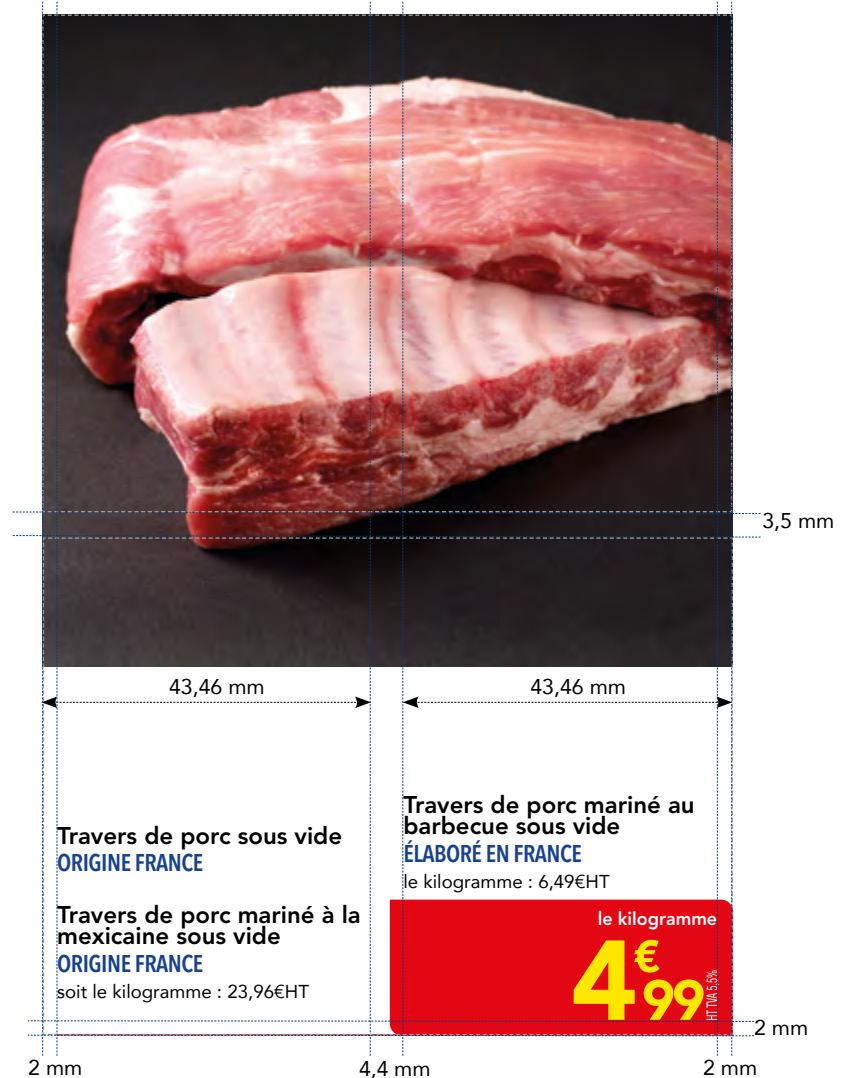 3,5 mm
43,46 mm
43,46 mm
Travers de porc sous vide
ORIGINE FRANCE
Travers de porc mariné à la
mexicaine sous vide
ORIGINE FRANCE
soit le kilogramme : 23,96€HT
Travers de porc mariné au
barbecue sous vide
ÉLABORÉ EN FRANCE
le kilogramme : 6,49€HT
le kilogramme
4€99
HT TVA 5,5%
2 mm
2 mm
4,4 mm
2 mm